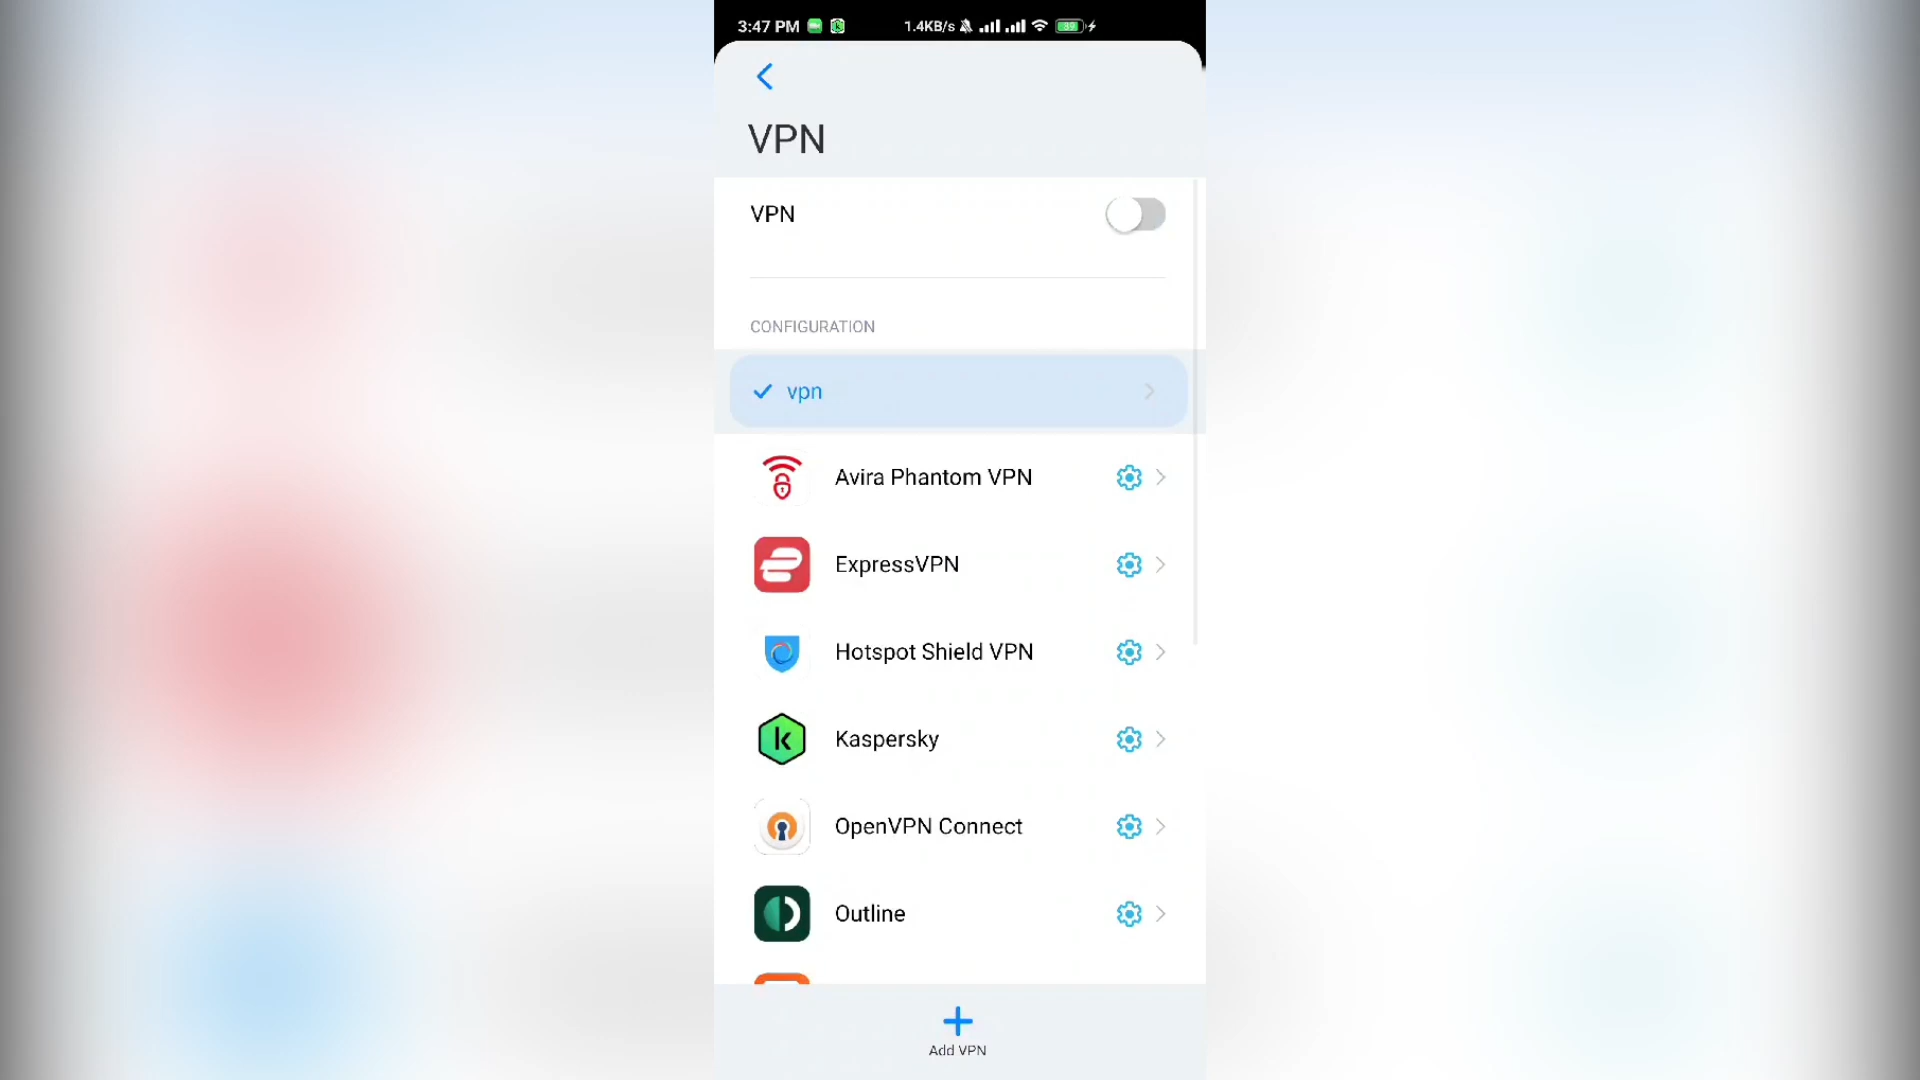 3:47 PM 1.4KB/s 89
VPN
VPN
CONFIGURATION
vpn
Avira Phantom VPN
ExpressVPN
Hotspot Shield VPN
Kaspersky
OpenVPN Connect
Outline
Add VPN